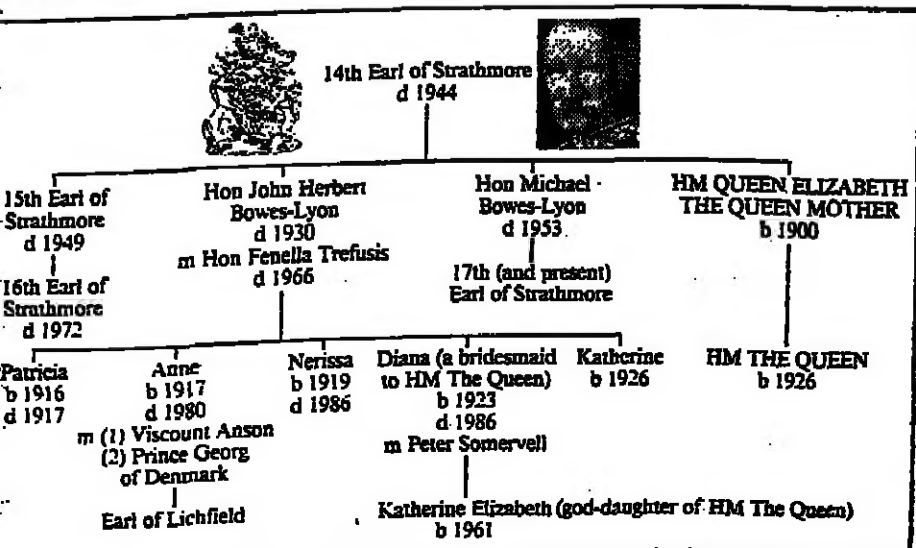 14th Earl of Strathmore
d 1944
15th Earl of
Strathmore
d 1949
16th Earl of
Strathmore
d 1972
Hon John Herbert
Bowes-Lyon
d 1930
m Hon Fenella Trefusis
d 1966
Hon Michael
Bowes-Lyon
d 1953
17th (and present)
Earl of Strathmore
HM QUEEN ELIZABETH
THE QUEEN MOTHER
b 1900
Patricia
b 1916
d 1917
Anne
b 1917
d 1980
m (1) Viscount Anson
(2) Prince Georg
of Denmark
Earl of Lichfield
Nerissa
b 1919
d 1986
Diana (a bridesmaid
to HM The Queen)
b 1923
d 1986
m Peter Somervell
Katherine Elizabeth (god-daughter of HM The Queen)
b 1961
Katherine
b 1926
HM THE QUEEN
b 1926